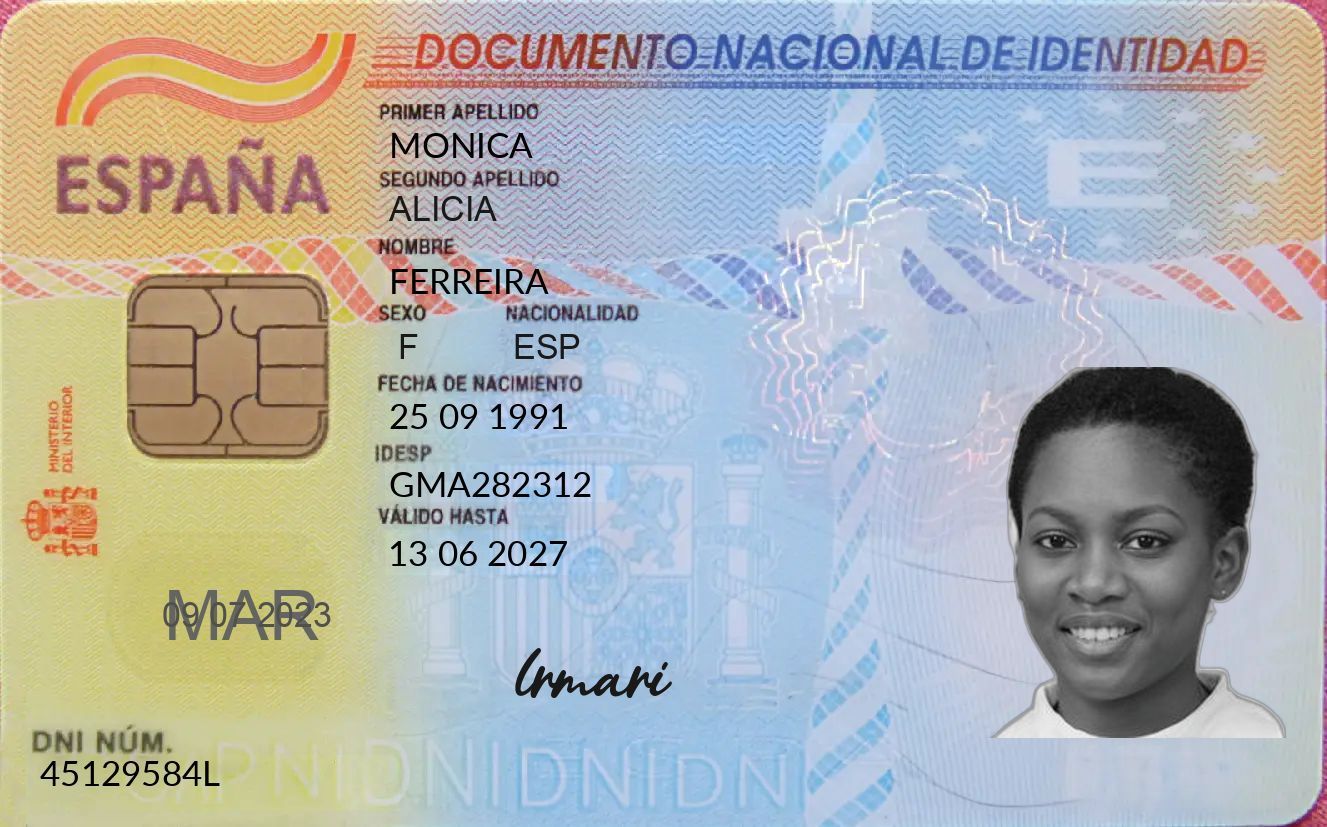 DOCUMENTO NACIONAL DE IDENTIDAD
ESPAÑA
PRIMER APELLIDO
MONICA
SEGUNDO APELLIDO
ALICIA
NOMBRE
FERREIRA
SEXO NACIONALIDAD
F ESP
FECHA DE NACIMIENTO
25 09 1991
IDESP
GMA282312
VÁLIDO HASTA
13 06 2027
E
MINISTERIO
DEL INTERIOR
MAR
09 07 2023
Irmari
DNI NÚM.
45129584L
DNIDNIDNIDN